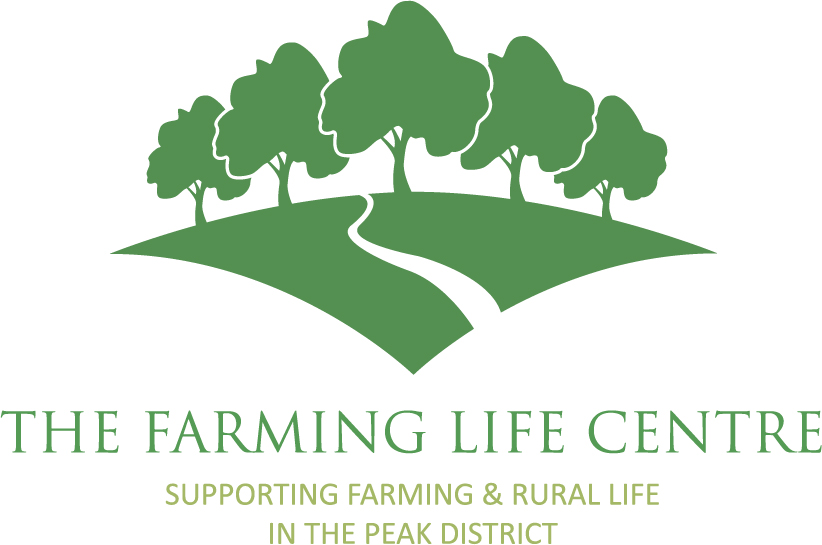 THE FARMING LIFE CENTRE
SUPPORTING FARMING & RURAL LIFE
IN THE PEAK DISTRICT